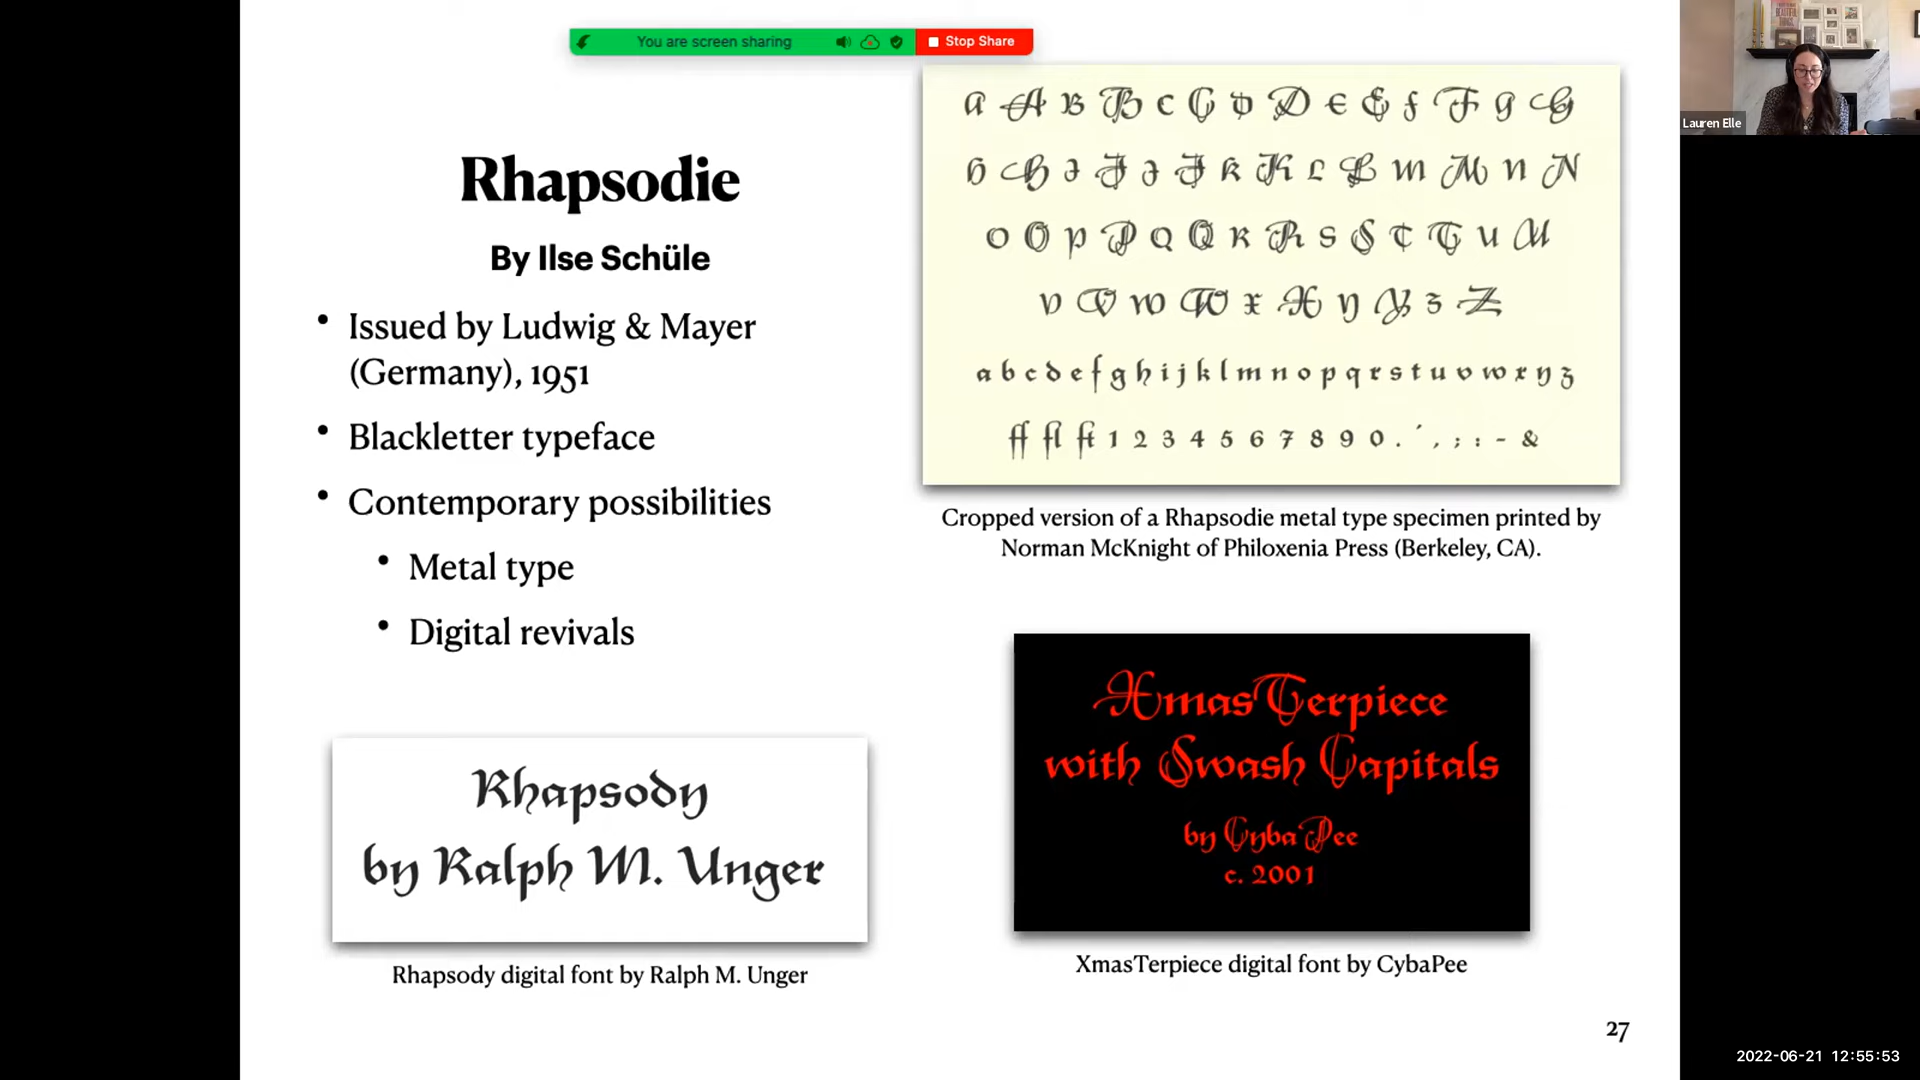 You are screen sharing
Stop Share
Lauren Elle
Rhapsodie
By Ilse Schüle
• Issued by Ludwig & Mayer
(Germany), 1951
• Blackletter typeface
• Contemporary possibilities
• Metal type
• Digital revivals
a A B B C C D D E E F F G G
H H I I J J K K L L M M N N
O O P P Q Q R R S S T T U U
V V W W X X Y Y Z Z
a b c d e f g h i j k l m n o p q r s t u v w x y z
ff fl ft 1 2 3 4 5 6 7 8 9 0 . ´ , ; : - &
Cropped version of a Rhapsodie metal type specimen printed by
Norman McKnight of Philoxenia Press (Berkeley, CA).
Rhapsody
by Ralph M. Unger
Rhapsody digital font by Ralph M. Unger
XmasTerpiece
with Swash Capitals
by CybaPee
c. 2001
XmasTerpiece digital font by CybaPee
27
2022-06-21 12:55:53